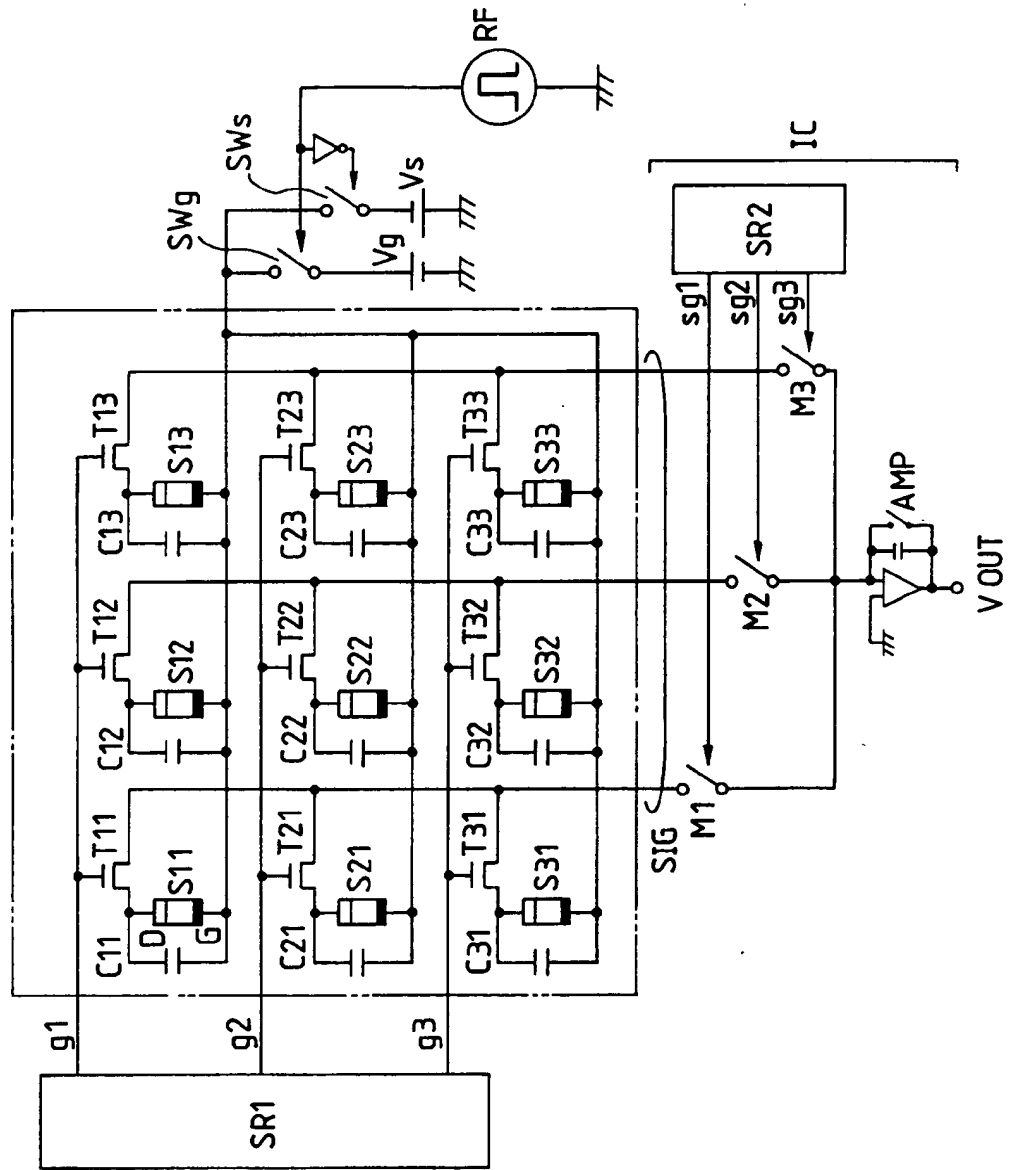 RF
SWs
SWg
Vs
Vg
IC
SR2
sg1
sg2
sg3
T13
S13
C13
T23
S23
C23
T33
S33
C33
M3
T12
S12
C12
T22
S22
C22
T32
S32
C32
M2
AMP
V OUT
T11
S11
D
G
C11
T21
S21
C21
T31
S31
C31
SIG
M1
g1
g2
g3
SR1